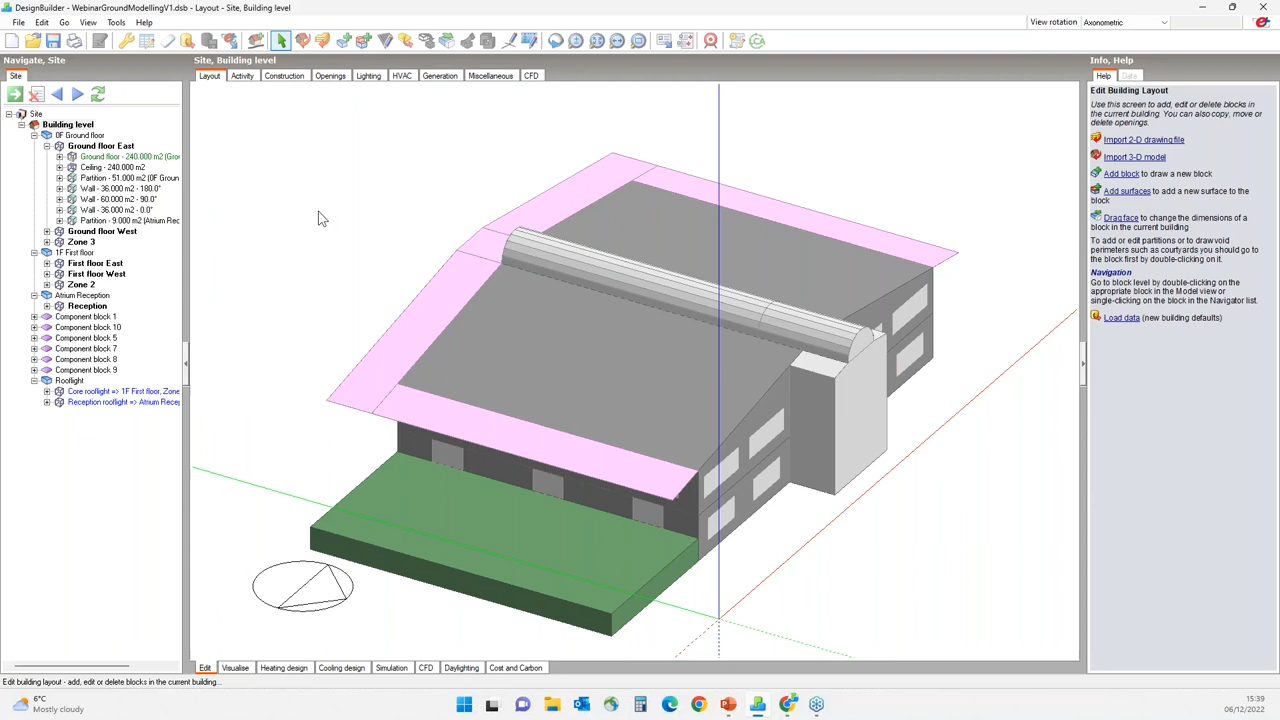 DesignBuilder - WebinarGroundModellingV1.dsb - Layout - Site, Building level
File Edit Go View Tools Help
View rotation Axonometric
Navigate, Site
Site
Site
Building level
0F Ground floor
Ground floor East
Ground floor - 240.000 m2 (Grou
Ceiling - 240.000 m2
Partition - 51.000 m2 (0F Ground
Wall - 36.000 m2 - 180.0°
Wall - 60.000 m2 - 90.0°
Wall - 36.000 m2 - 0.0°
Partition - 9.000 m2 (Atrium Rec
Ground floor West
Zone 3
1F First floor
First floor East
First floor West
Zone 2
Atrium Reception
Reception
Component block 1
Component block 10
Component block 5
Component block 7
Component block 8
Component block 9
Rooflight
Core rooflight => 1F First floor, Zone
Reception rooflight => Atrium Recep
Site, Building level
Layout Activity Construction Openings Lighting HVAC Generation Miscellaneous CFD
Edit Visualise Heating design Cooling design Simulation CFD Daylighting Cost and Carbon
Info, Help
Help Data
Edit Building Layout
Use this screen to add, edit or delete blocks in
the current building. You can also copy, move or
delete openings.
Import 2-D drawing file
Import 3-D model
Add block to draw a new block
Add surfaces to add a new surface to the
block
Drag face to change the dimensions of a
block in the current building
To add or edit partitions or to draw void
perimeters such as courtyards you should go to
the block first by double-clicking on it.
Navigation
Go to block level by double-clicking on the
appropriate block in the Model view or
single-clicking on the block in the Navigator list.
Load data (new building defaults)
Edit building layout - add, edit or delete blocks in the current building...
6°C
Mostly cloudy
15:39
06/12/2022